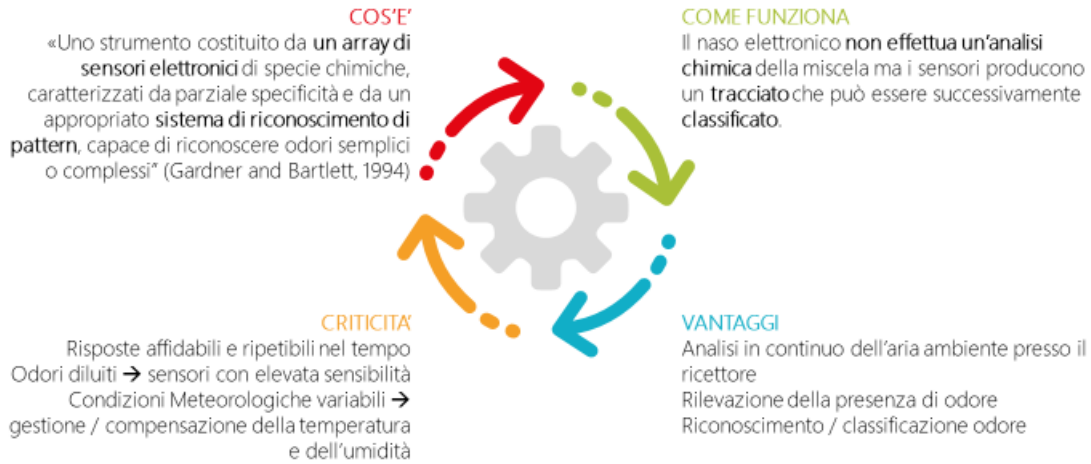 COS'E'
«Uno strumento costituito da un array di
sensori elettronici di specie chimiche,
caratterizzati da parziale specificità e da un
appropriato sistema di riconoscimento di
pattern, capace di riconoscere odori semplici
o complessi" (Gardner and Bartlett, 1994)
COME FUNZIONA
Il naso elettronico non effettua un'analisi
chimica della miscela ma i sensori producono
un tracciato che può essere successivamente
classificato.
CRITICITA'
Risposte affidabili e ripetibili nel tempo
Odori diluiti → sensori con elevata sensibilità
Condizioni Meteorologiche variabili →
gestione / compensazione della temperatura
e dell'umidità
VANTAGGI
Analisi in continuo dell'aria ambiente presso il
ricettore
Rilevazione della presenza di odore
Riconoscimento / classificazione odore